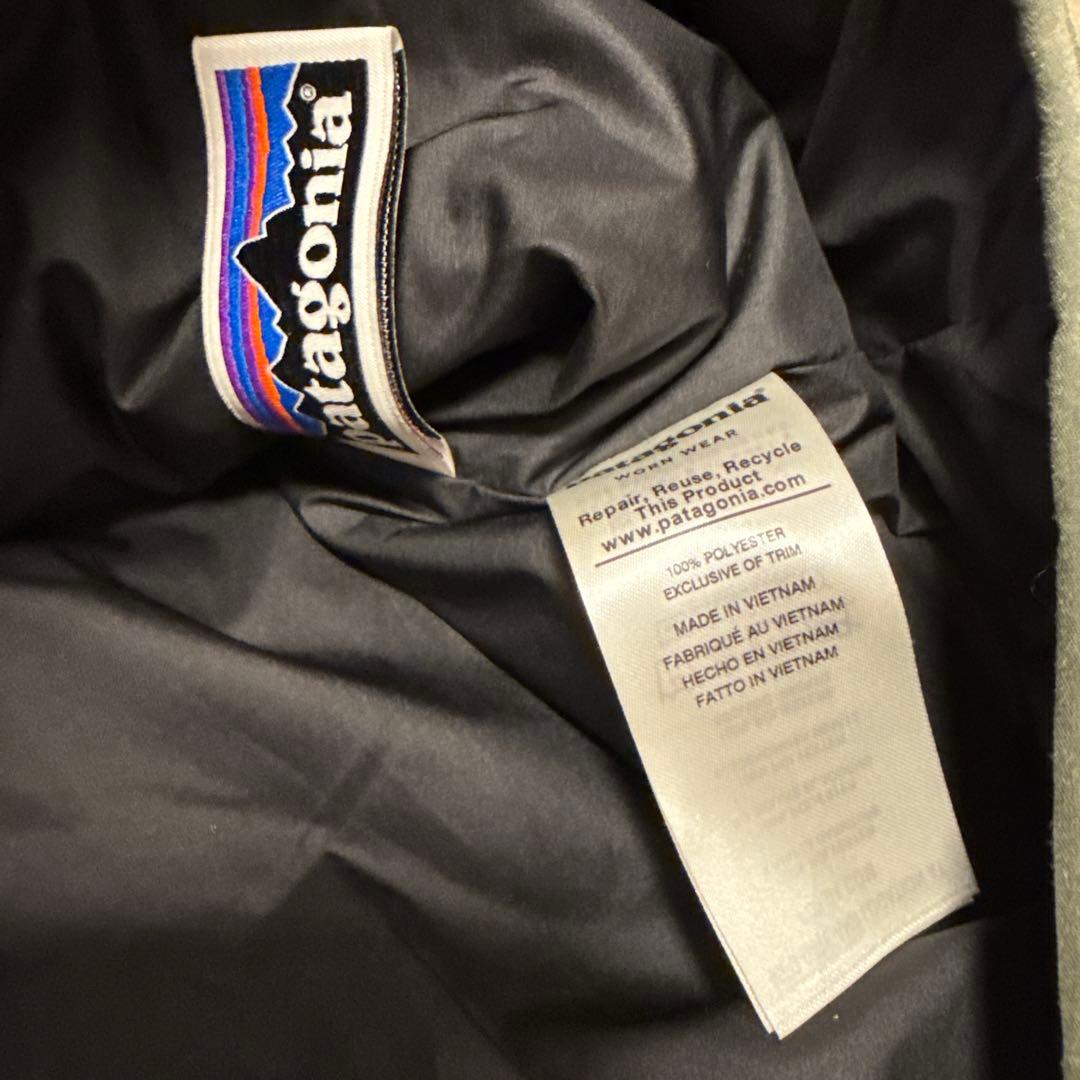 patagonia®
patagonia®
WORN WEAR
Repair, Reuse, Recycle
This Product
www.patagonia.com
100% POLYESTER
EXCLUSIVE OF TRIM
MADE IN VIETNAM
FABRIQUÉ AU VIETNAM
HECHO EN VIETNAM
FATTO IN VIETNAM